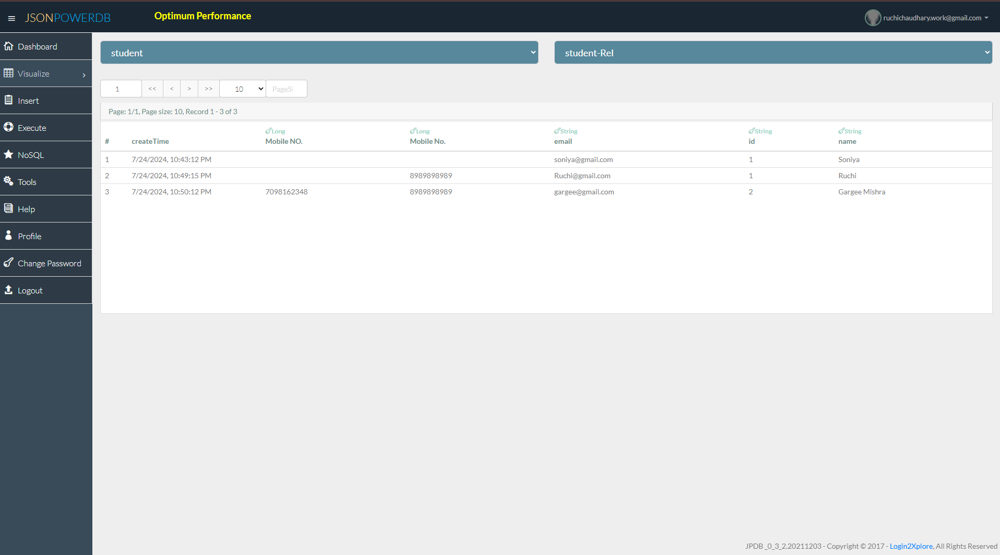 JSONPOWERDB
Optimum Performance
ruchichaudhary.work@gmail.com
Dashboard
Visualize
Insert
Execute
NoSQL
Tools
Help
Profile
Change Password
Logout
student
student-Rel
1 << < > >> 10 PageSi
Page: 1/1, Page size: 10, Record 1 - 3 of 3
Long Long String String String
# createTime Mobile NO. Mobile No. email id name
1 7/24/2024, 10:43:12 PM soniya@gmail.com 1 Soniya
2 7/24/2024, 10:49:15 PM 8989898989 Ruchi@gmail.com 1 Ruchi
3 7/24/2024, 10:50:12 PM 7098162348 8989898989 gargee@gmail.com 2 Gargee Mishra
JPDB_0_3_2.20211203 - Copyright © 2017 - Login2Xplore, All Rights Reserved